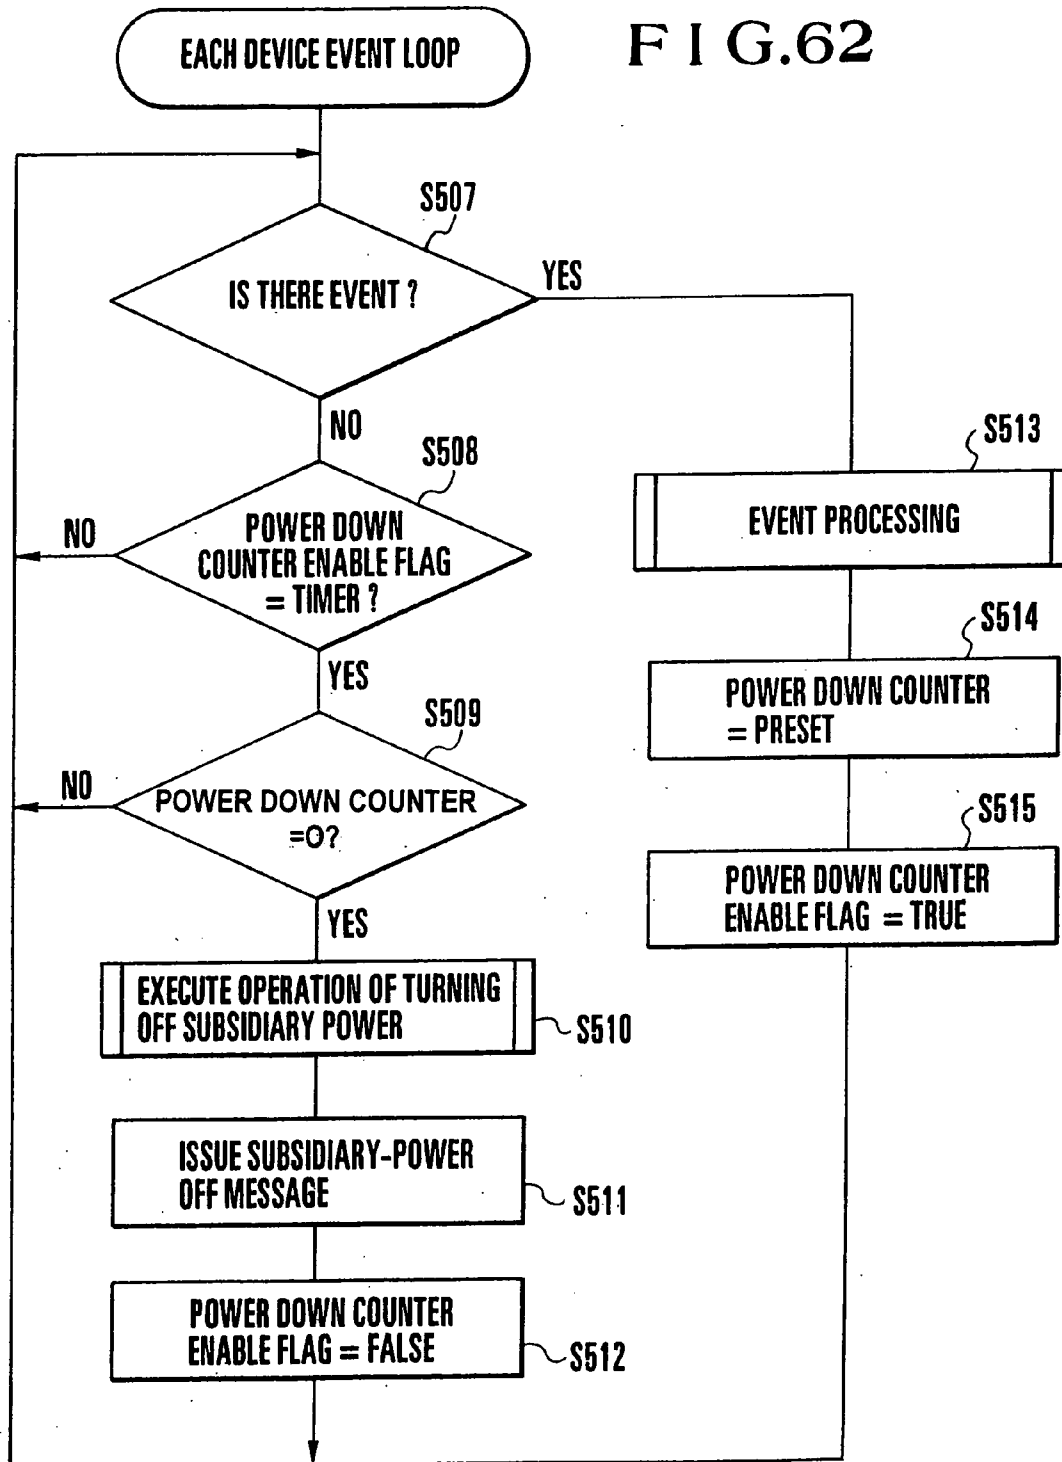 EACH DEVICE EVENT LOOP
FIG.62
S507
IS THERE EVENT ?
YES
NO
S508
POWER DOWN
COUNTER ENABLE FLAG
= TIMER ?
NO
YES
S509
POWER DOWN COUNTER
=O?
NO
YES
EXECUTE OPERATION OF TURNING
OFF SUBSIDIARY POWER
S510
ISSUE SUBSIDIARY-POWER
OFF MESSAGE
S511
POWER DOWN COUNTER
ENABLE FLAG = FALSE
S512
S513
EVENT PROCESSING
S514
POWER DOWN COUNTER
= PRESET
S515
POWER DOWN COUNTER
ENABLE FLAG = TRUE